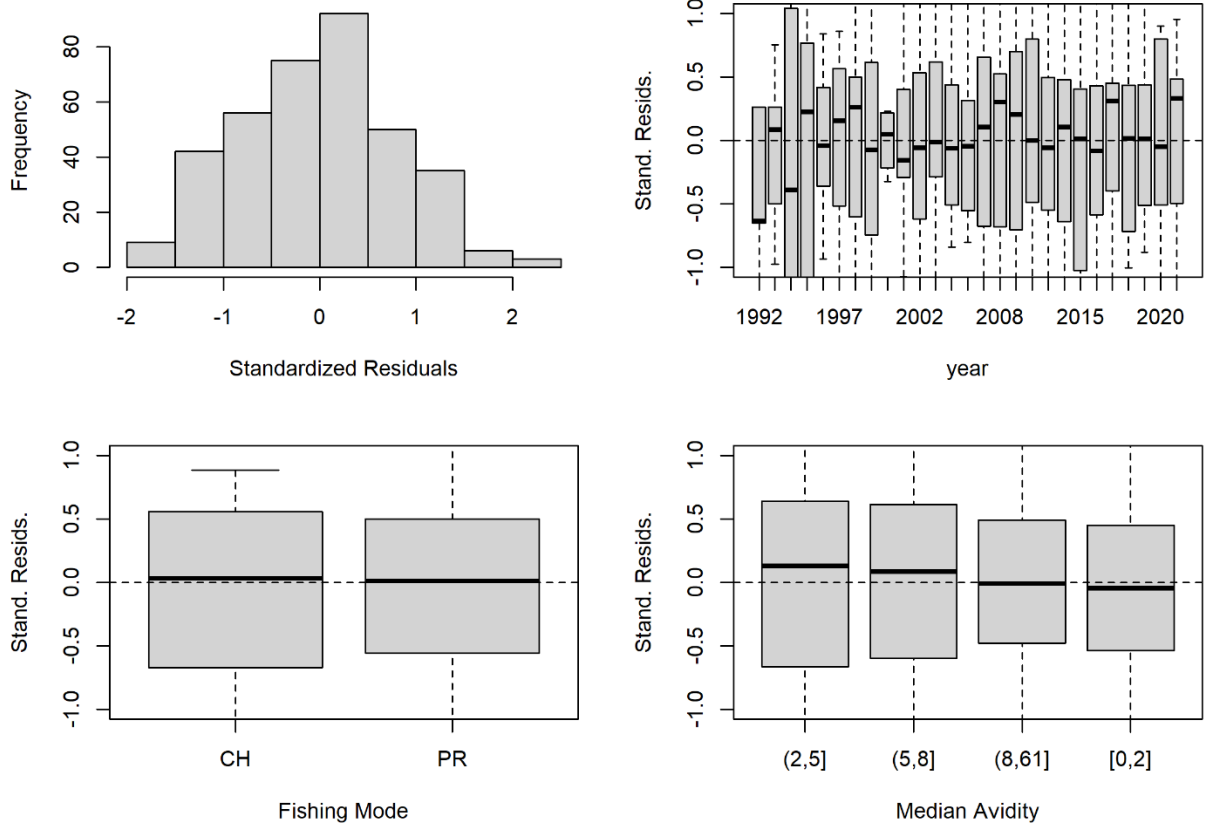 Frequency
0 20 40 60 80
-2 -1 0 1 2
Standardized Residuals
Stand. Resids.
-1.0 -0.5 0.0 0.5 1.0
1992 1997 2002 2008 2015 2020
year
Stand. Resids.
-1.0 -0.5 0.0 0.5 1.0
CH PR
Fishing Mode
Stand. Resids.
-1.0 -0.5 0.0 0.5 1.0
(2,5] (5,8] (8,61] [0,2]
Median Avidity